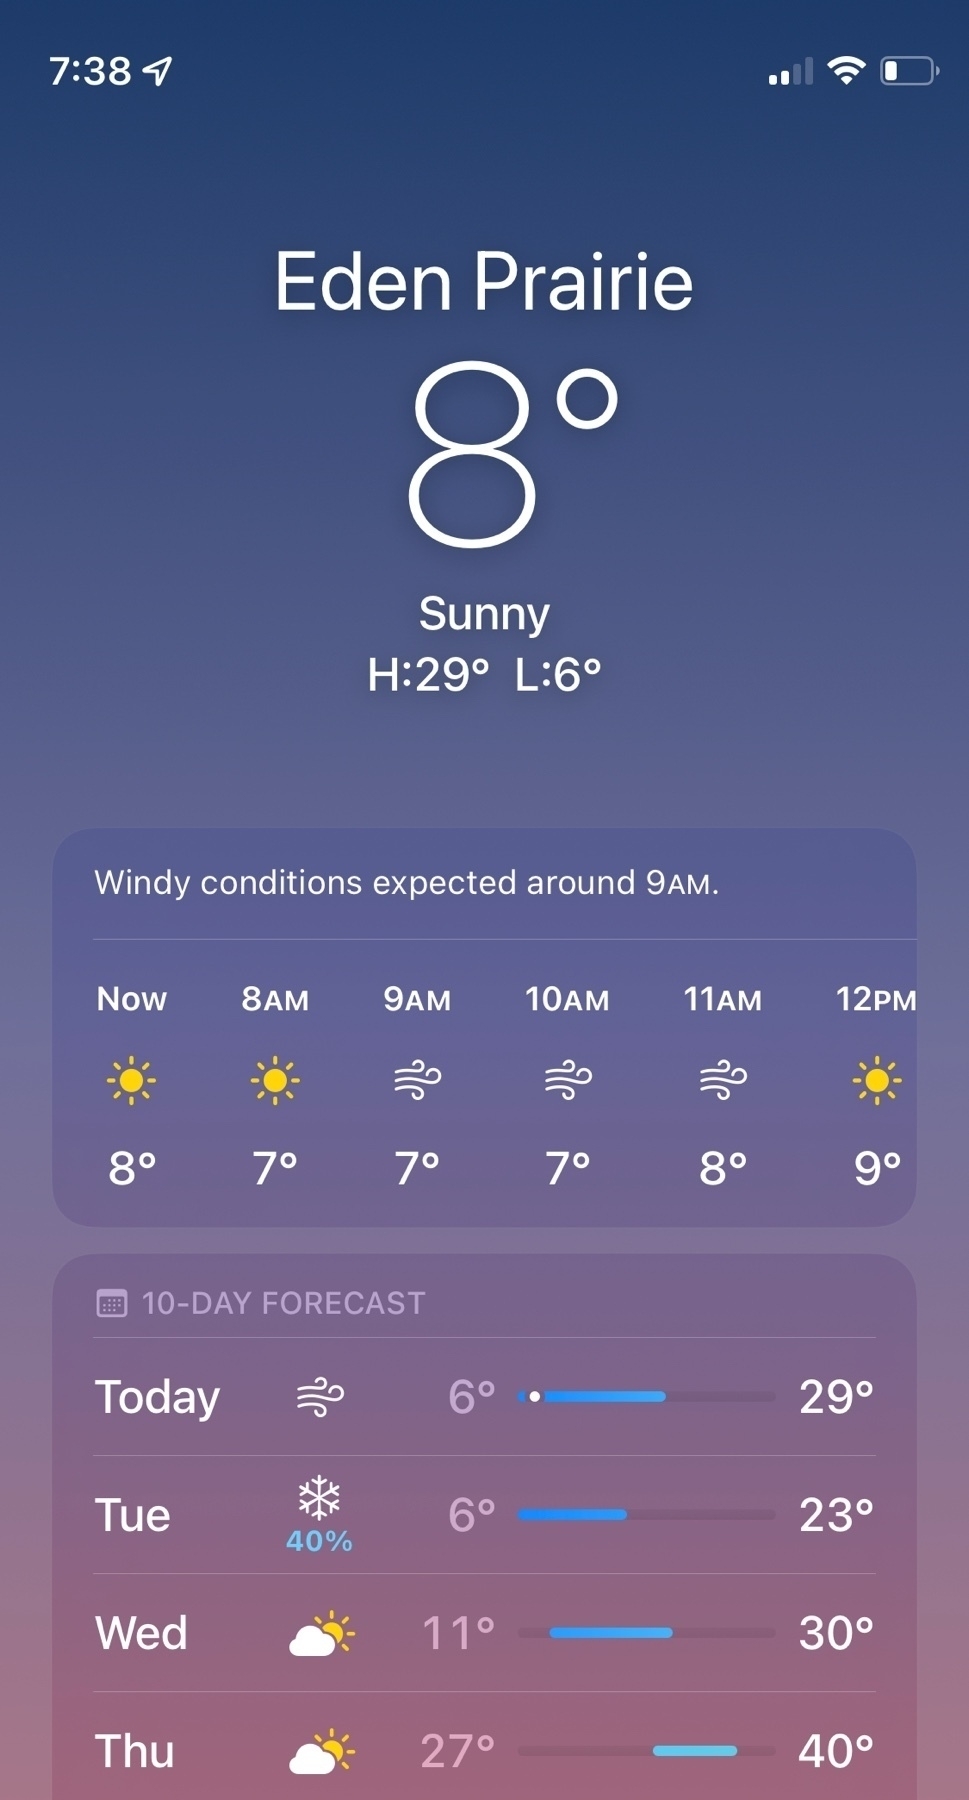 7:38
Eden Prairie
8°
Sunny
H:29° L:6°
Windy conditions expected around 9AM.
Now 8AM 9AM 10AM 11AM 12PM
8° 7° 7° 7° 8° 9°
10-DAY FORECAST
Today 6° 29°
Tue 40% 6° 23°
Wed 11° 30°
Thu 27° 40°